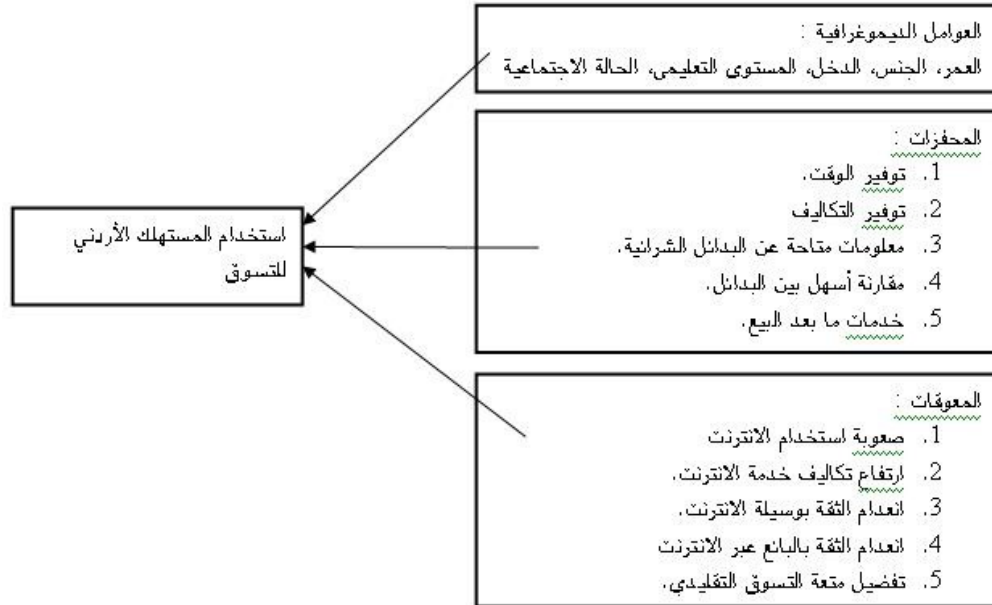 العوامل الديموغرافية :
العمر، الجنس، الدخل، المستوى التعليمي، الحالة الاجتماعية
المحفزات :
1. توفير الوقت.
2. توفير التكاليف
3. معلومات متاحة عن البدائل الشرائية.
4. مقارنة أسهل بين البدائل.
5. خدمات ما بعد البيع.
استخدام المستهلك الأردني
للتسوق
المعوقات :
1. صعوبة استخدام الانترنت
2. ارتفاع تكاليف خدمة الانترنت.
3. انعدام الثقة بوسيلة الانترنت.
4. انعدام الثقة بالبائع عبر الانترنت
5. تفضيل متعة التسوق التقليدي.